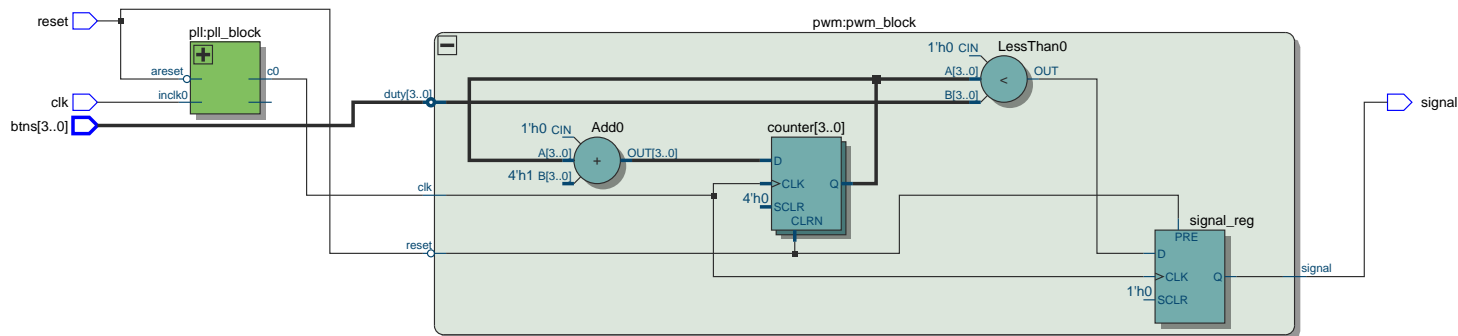 reset
pll:pll_block
areset
c0
inclk0
clk
btns[3..0]
pwm:pwm_block
duty[3..0]
1'h0 CIN
LessThan0
A[3..0]
<
OUT
B[3..0]
1'h0 CIN
Add0
A[3..0]
+
OUT[3..0]
4'h1 B[3..0]
counter[3..0]
D
CLK
Q
4'h0
SCLR
CLRN
clk
reset
signal_reg
PRE
D
CLK
Q
1'h0
SCLR
signal
signal